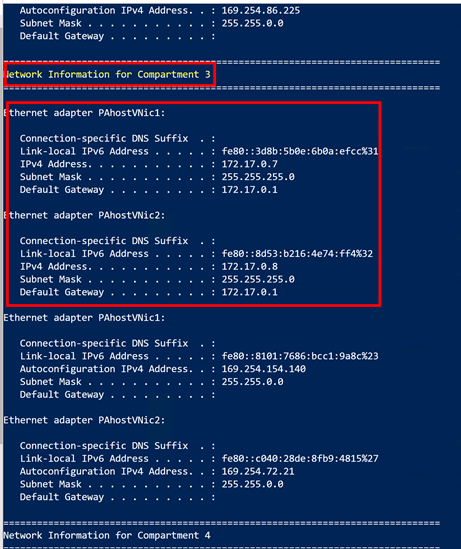 Autoconfiguration IPv4 Address. . : 169.254.86.225
Subnet Mask . . . . . . . . . . . : 255.255.0.0
Default Gateway . . . . . . . . . :
==============================================================================
Network Information for Compartment 3
==============================================================================
Ethernet adapter PAhostVNic1:
Connection-specific DNS Suffix  . :
Link-local IPv6 Address . . . . . : fe80::3d8b:5b0e:6b0a:efcc%31
IPv4 Address. . . . . . . . . . . : 172.17.0.7
Subnet Mask . . . . . . . . . . . : 255.255.255.0
Default Gateway . . . . . . . . . : 172.17.0.1
Ethernet adapter PAhostVNic2:
Connection-specific DNS Suffix  . :
Link-local IPv6 Address . . . . . : fe80::8d53:b216:4e74:ff4%32
IPv4 Address. . . . . . . . . . . : 172.17.0.8
Subnet Mask . . . . . . . . . . . : 255.255.255.0
Default Gateway . . . . . . . . . : 172.17.0.1
Ethernet adapter PAhostVNic1:
Connection-specific DNS Suffix  . :
Link-local IPv6 Address . . . . . : fe80::8101:7686:bcc1:9a8c%23
Autoconfiguration IPv4 Address. . : 169.254.154.140
Subnet Mask . . . . . . . . . . . : 255.255.0.0
Default Gateway . . . . . . . . . :
Ethernet adapter PAhostVNic2:
Connection-specific DNS Suffix  . :
Link-local IPv6 Address . . . . . : fe80::c040:28de:8fb9:4815%27
Autoconfiguration IPv4 Address. . : 169.254.72.21
Subnet Mask . . . . . . . . . . . : 255.255.0.0
Default Gateway . . . . . . . . . :
==============================================================================
Network Information for Compartment 4
==============================================================================